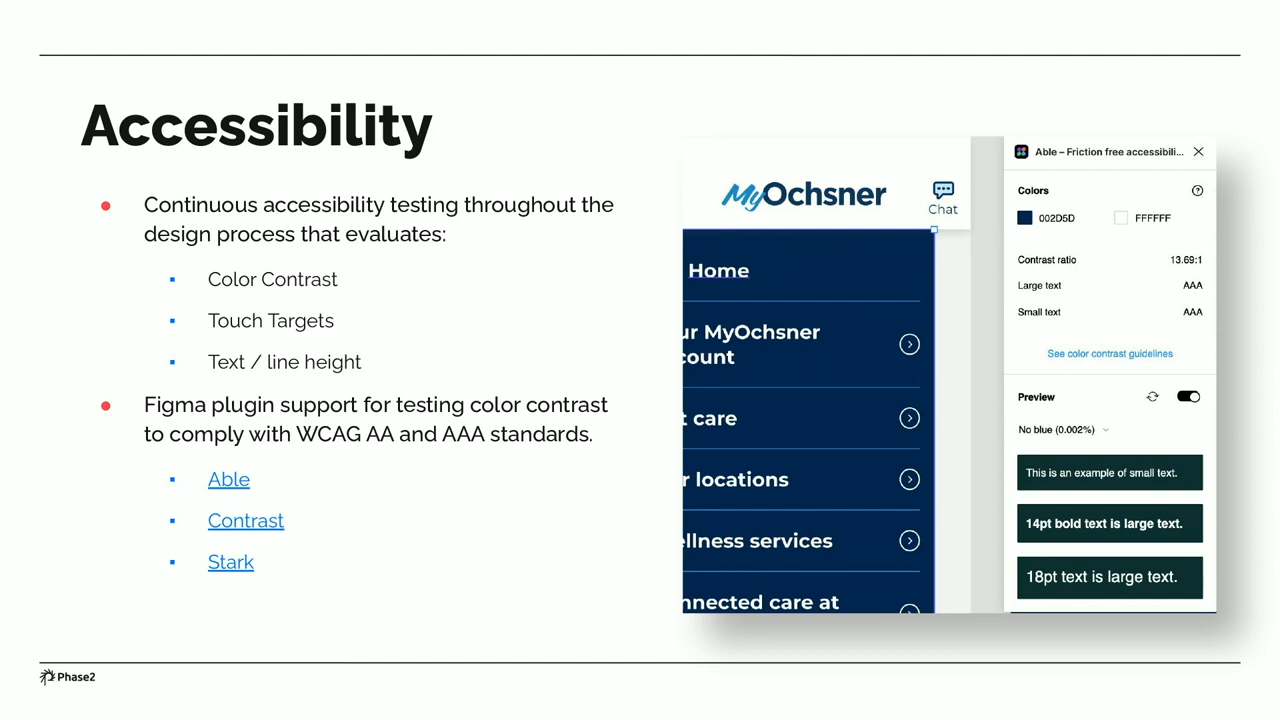 Accessibility
Continuous accessibility testing throughout the
design process that evaluates:
Color Contrast
Touch Targets
Text / line height
Figma plugin support for testing color contrast
to comply with WCAG AA and AAA standards.
Able
Contrast
Stark
MyOchsner
Chat
Home
ur MyOchsner
count
t care
r locations
ellness services
nnected care at
Able – Friction free accessibili...
Colors
002D5D FFFFFF
Contrast ratio 13.69:1
Large text AAA
Small text AAA
See color contrast guidelines
Preview
No blue (0.002%)
This is an example of small text.
14pt bold text is large text.
18pt text is large text.
Phase2